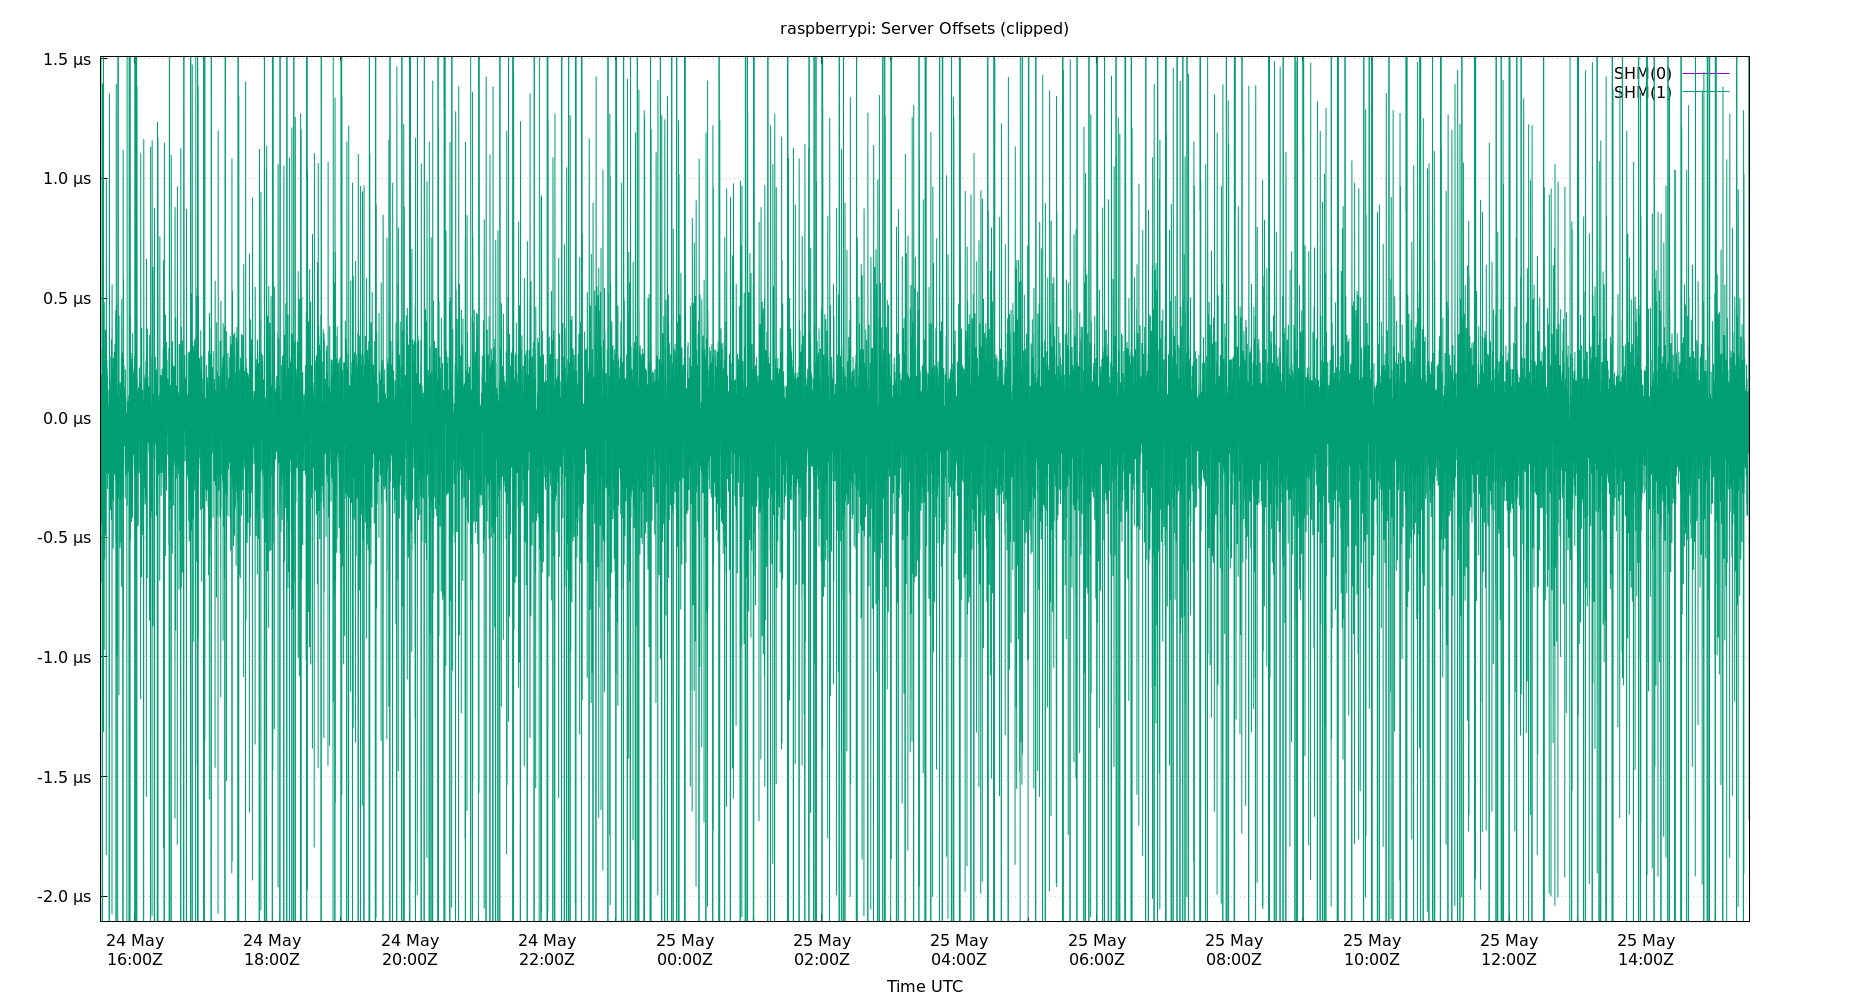 raspberrypi: Server Offsets (clipped)
1.5 µs
1.0 µs
0.5 µs
0.0 µs
-0.5 µs
-1.0 µs
-1.5 µs
-2.0 µs
SHM(0)
SHM(1)
24 May 24 May 24 May 24 May 25 May 25 May 25 May 25 May 25 May 25 May 25 May 25 May
16:00Z 18:00Z 20:00Z 22:00Z 00:00Z 02:00Z 04:00Z 06:00Z 08:00Z 10:00Z 12:00Z 14:00Z
Time UTC